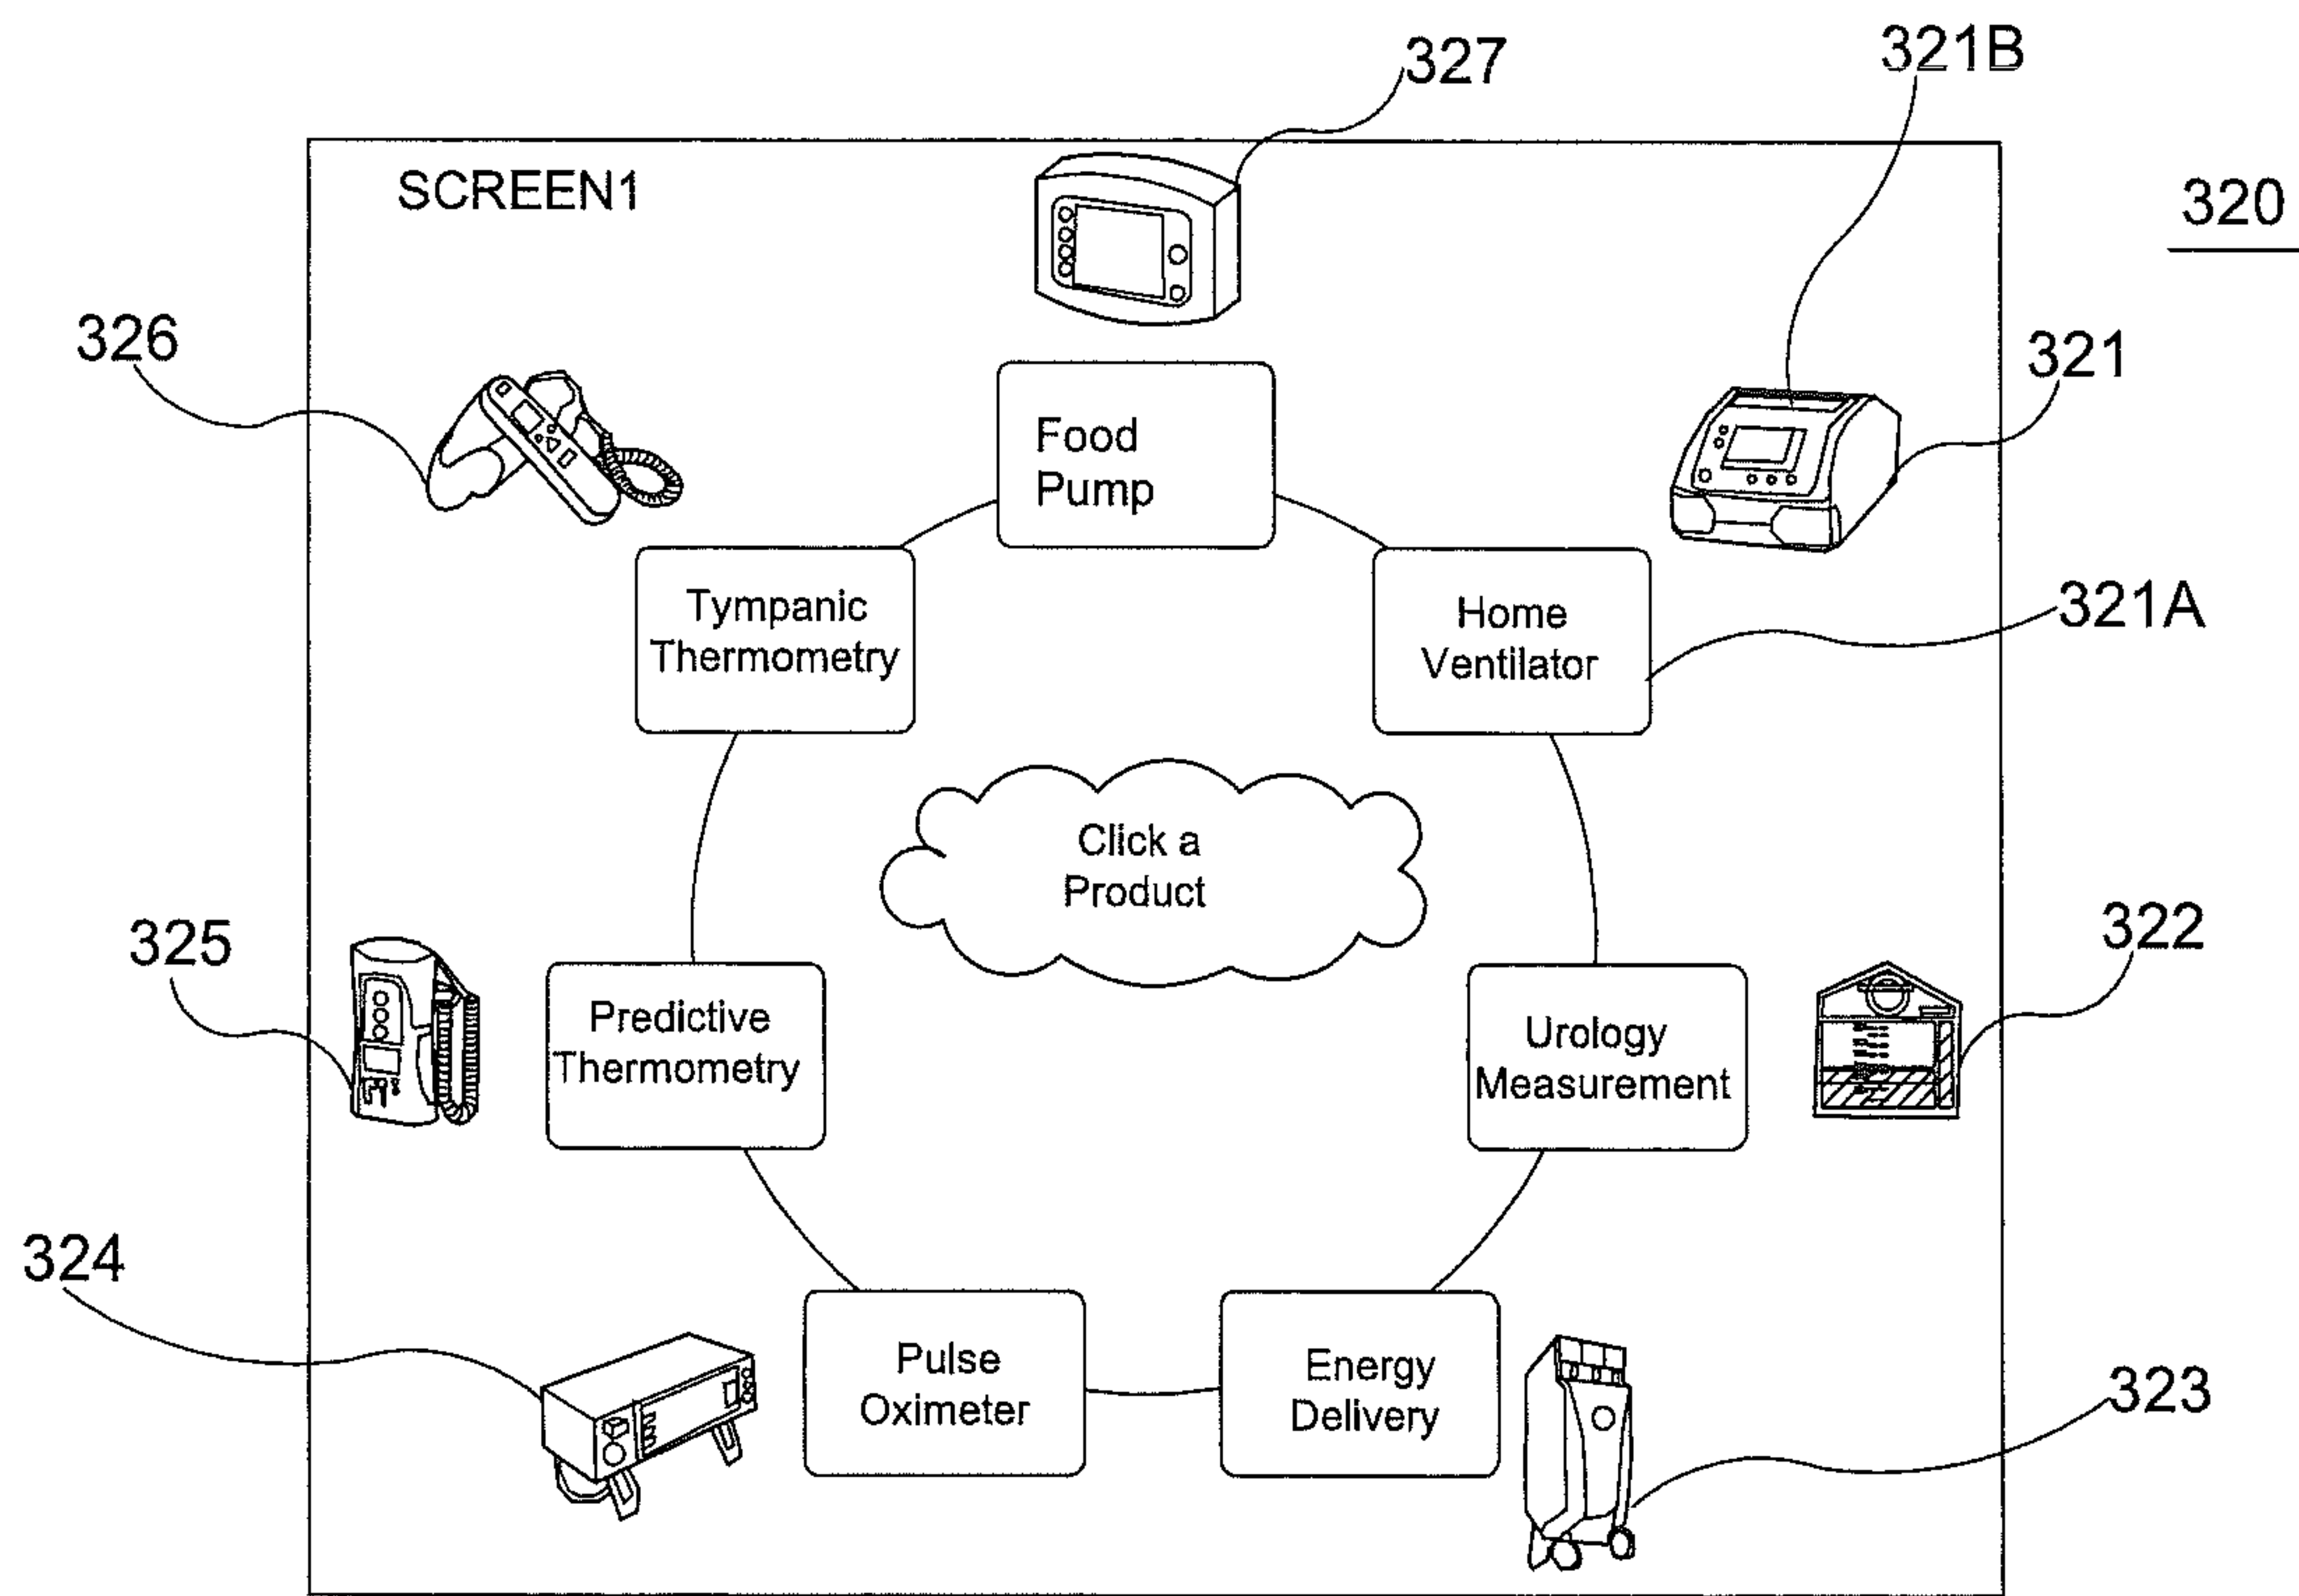 321B
327
SCREEN1
320
326
321
Food
Pump
321A
Tympanic
Thermometry
Home
Ventilator
Click a
Product
325
322
Predictive
Thermometry
Urology
Measurement
324
Pulse
Oximeter
Energy
Delivery
323